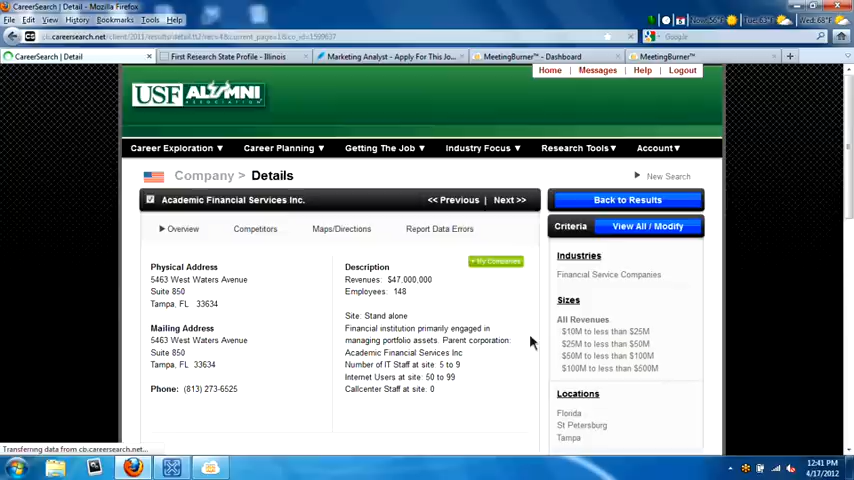 CareerSearch | Detail - Mozilla Firefox
File Edit View History Bookmarks Tools Help
Tue: 63°F
Wed: 68°F
Google
CareerSearch | Detail
First Research State Profile - Illinois
Marketing Analyst - Apply For This Jo...
MeetingBurner™ - Dashboard
MeetingBurner™
Home | Messages | Help | Logout
USF ALUMNI
ASSOCIATION
Career Exploration ▼ Career Planning ▼ Getting The Job ▼ Industry Focus ▼ Research Tools▼ Account▼
Company > Details
New Search
Academic Financial Services Inc.
<< Previous | Next >>
Back to Results
Criteria View All / Modify
Overview Competitors Maps/Directions Report Data Errors
+ My Companies
Physical Address
5463 West Waters Avenue
Suite 850
Tampa, FL 33634
Mailing Address
5463 West Waters Avenue
Suite 850
Tampa, FL 33634
Phone: (813) 273-6525
Description
Revenues: $47,000,000
Employees: 148
Site: Stand alone
Financial institution primarily engaged in
managing portfolio assets. Parent corporation:
Academic Financial Services Inc
Number of IT Staff at site: 5 to 9
Internet Users at site: 50 to 99
Callcenter Staff at site: 0
Industries
Financial Service Companies
Sizes
All Revenues
$10M to less than $25M
$25M to less than $50M
$50M to less than $100M
$100M to less than $500M
Locations
Florida
St Petersburg
Tampa
Transferring data from cb.careersearch.net...
12:41 PM
4/17/2012